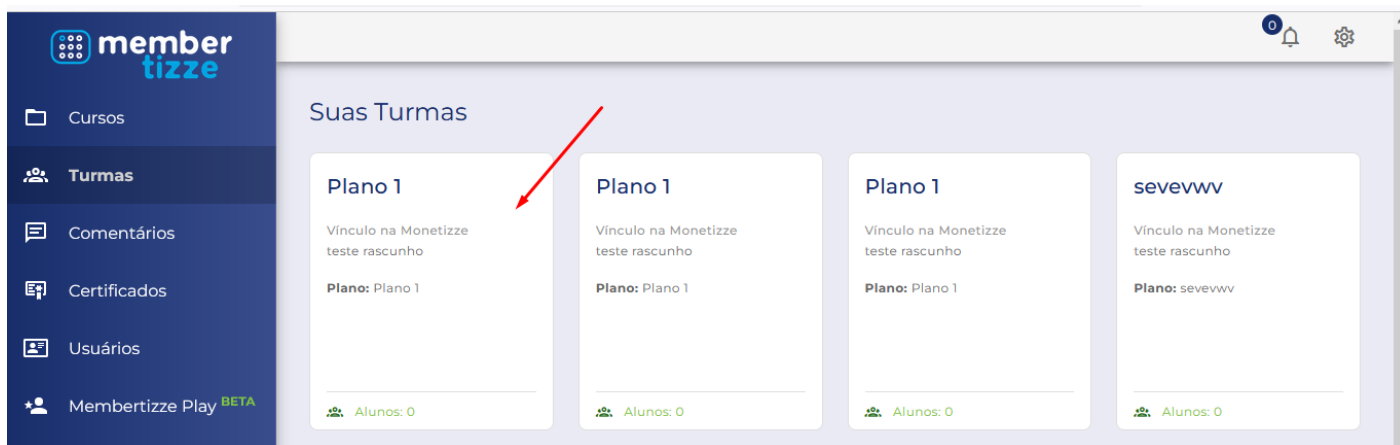 member
tizze
0
Cursos
Turmas
Comentários
Certificados
Usuários
Membertizze Play BETA
Suas Turmas
Plano 1
Vínculo na Monetizze
teste rascunho
Plano: Plano 1
Alunos: 0
Plano 1
Vínculo na Monetizze
teste rascunho
Plano: Plano 1
Alunos: 0
Plano 1
Vínculo na Monetizze
teste rascunho
Plano: Plano 1
Alunos: 0
sevevwv
Vínculo na Monetizze
teste rascunho
Plano: sevevwv
Alunos: 0